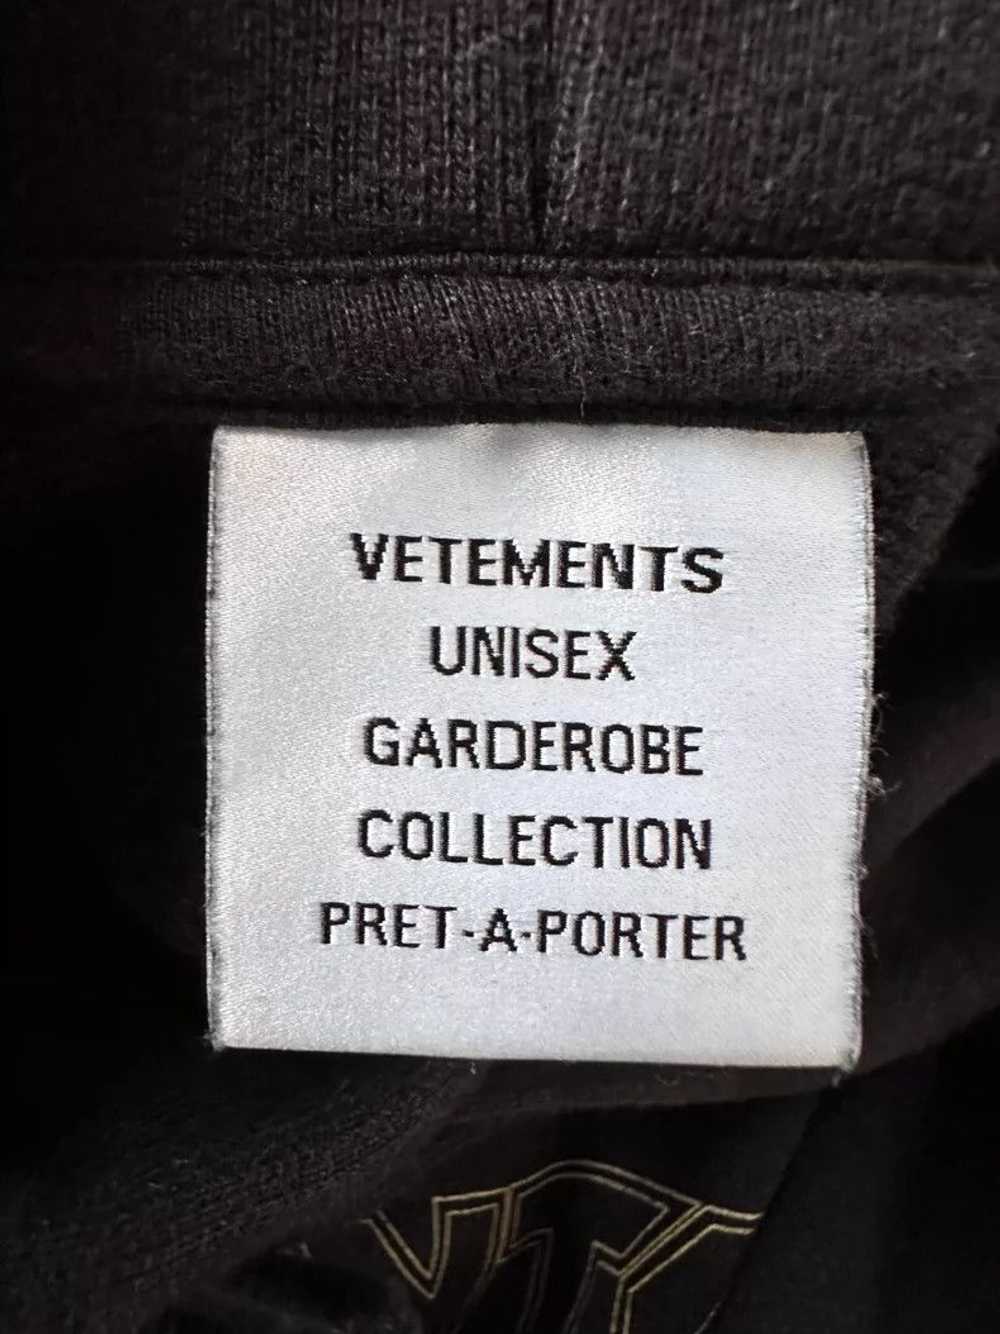 VETEMENTS
UNISEX
GARDEROBE
COLLECTION
PRET-A-PORTER